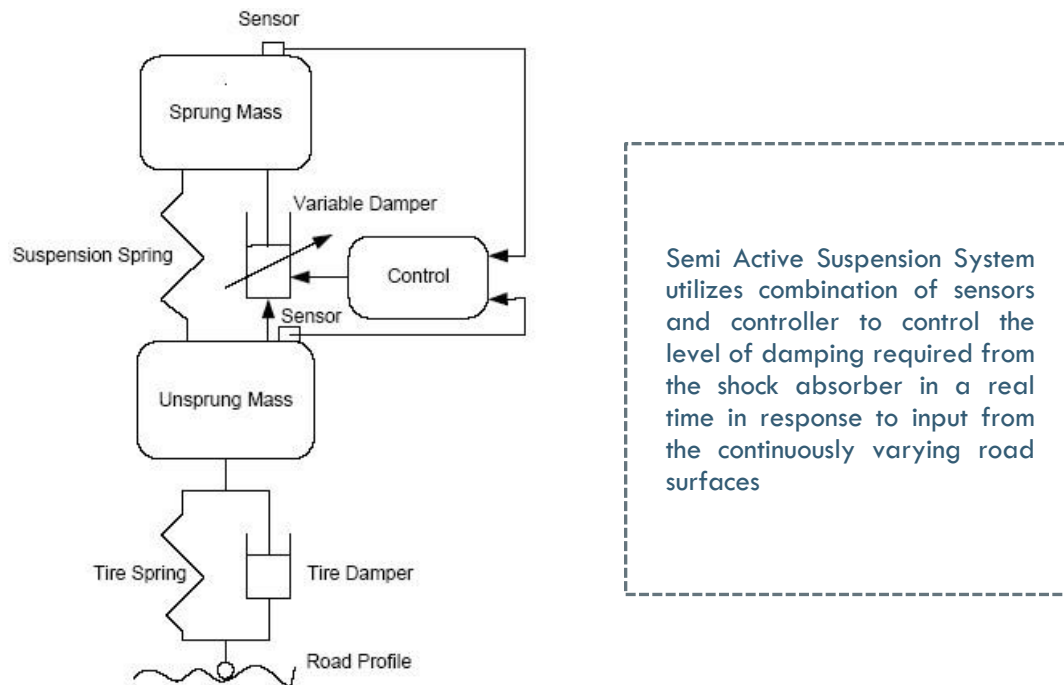 Sensor
Sprung Mass
Variable Damper
Suspension Spring
Control
Sensor
Unsprung Mass
Tire Spring
Tire Damper
Road Profile
Semi Active Suspension System
utilizes combination of sensors
and controller to control the
level of damping required from
the shock absorber in a real
time in response to input from
the continuously varying road
surfaces